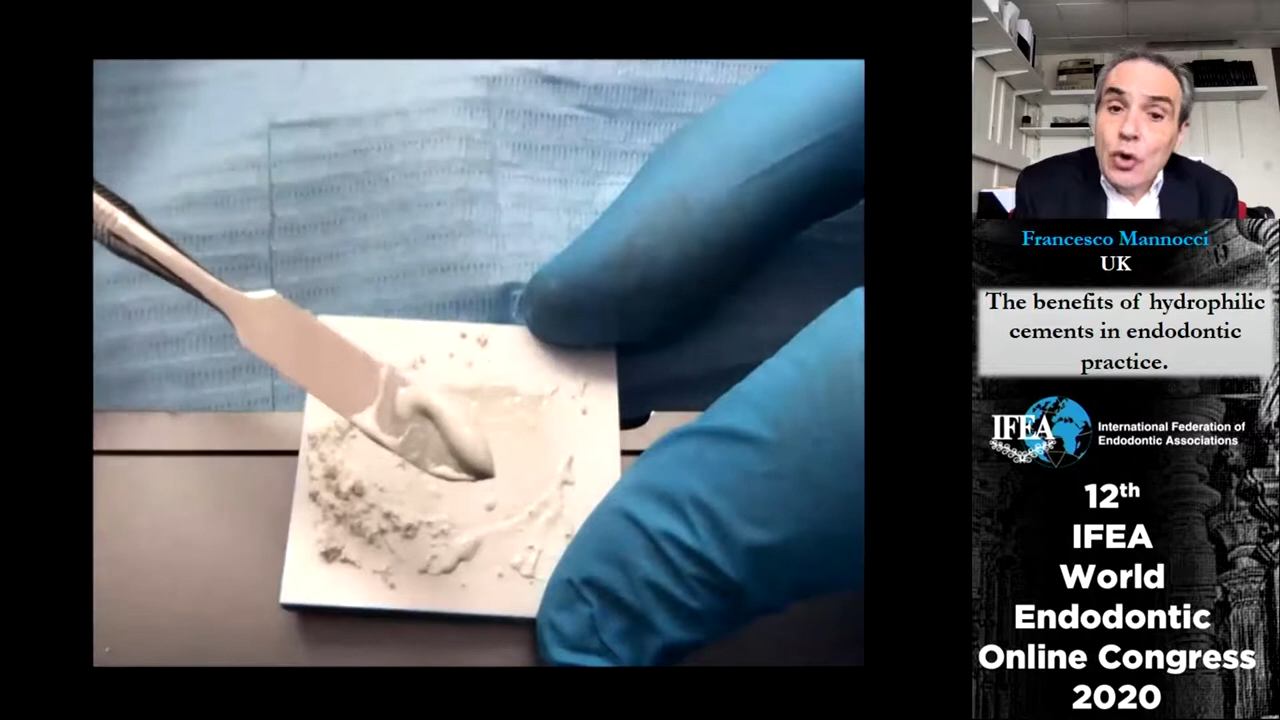 Francesco Mannocci
UK
The benefits of hydrophilic
cements in endodontic
practice.
IFEA
International Federation of
Endodontic Associations
12th
IFEA
World
Endodontic
Online Congress
2020